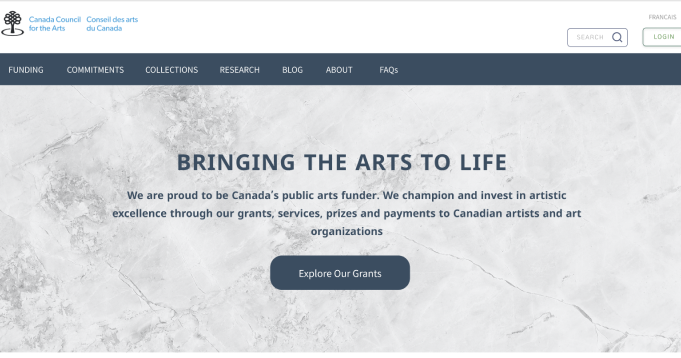 Canada Council Conseil des arts
for the Arts du Canada
FRANCAIS
SEARCH
LOGIN
FUNDING COMMITMENTS COLLECTIONS RESEARCH BLOG ABOUT FAQs
BRINGING THE ARTS TO LIFE
We are proud to be Canada's public arts funder. We champion and invest in artistic
excellence through our grants, services, prizes and payments to Canadian artists and art
organizations
Explore Our Grants